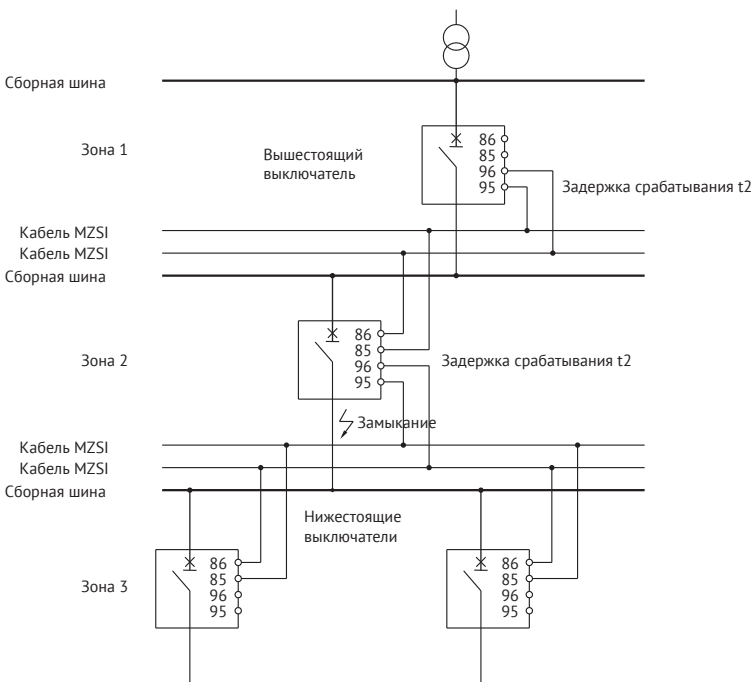 Сборная шина
Зона 1
Вышестоящий
выключатель
86
85
96
95
Задержка срабатывания t2
Кабель MZSI
Кабель MZSI
Сборная шина
Зона 2
86
85
96
95
Задержка срабатывания t2
Замыкание
Кабель MZSI
Кабель MZSI
Сборная шина
Нижестоящие
выключатели
Зона 3
86
85
96
95
86
85
96
95